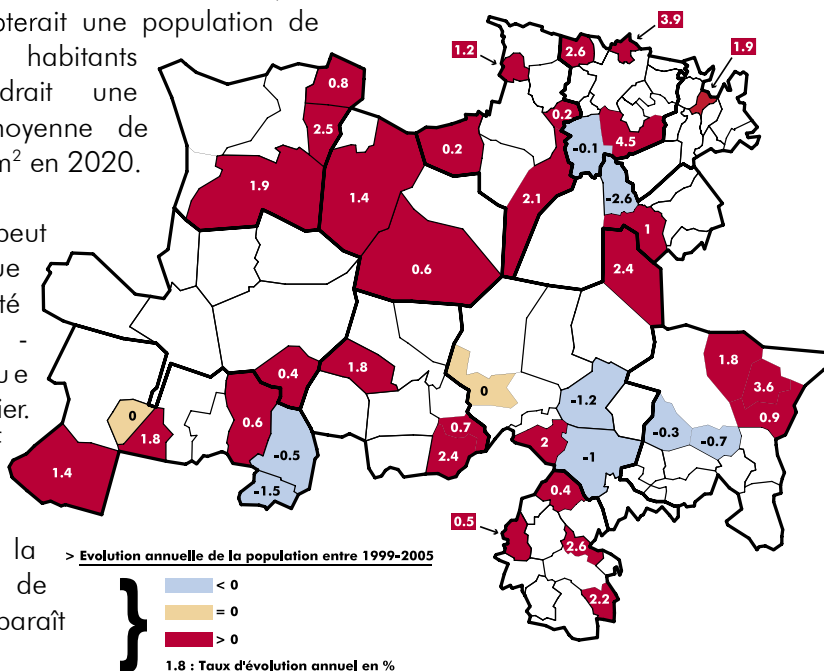 pterait une population de
habitants
drait une
moyenne de
m² en 2020.
peut
ue
té
-
ue
ier.
la
de
paraît
3.9
1.2
2.6
1.9
0.8
0.2
2.5
0.2
-0.1
4.5
1.9
1.4
2.1
-2.6
1
0.6
2.4
0.4
1.8
0
-1.2
1.8
3.6
0.9
0
1.8
0.6
-0.5
0.7
2.4
2
-1
-0.3
-0.7
1.4
-1.5
0.4
0.5
2.6
2.2
> Evolution annuelle de la population entre 1999-2005
< 0
= 0
> 0
1.8 : Taux d'évolution annuel en %